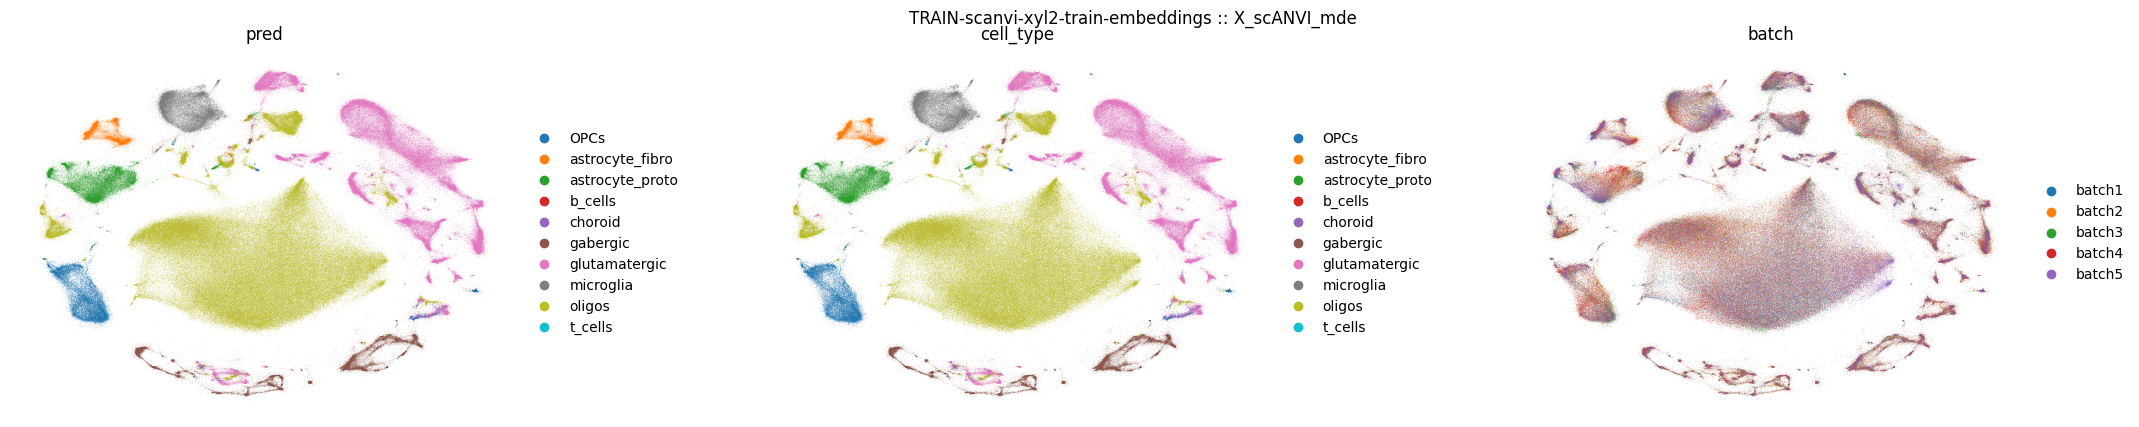 TRAIN-scanvi-xyl2-train-embeddings :: X_scANVI_mde
pred
OPCs
astrocyte_fibro
astrocyte_proto
b_cells
choroid
gabergic
glutamatergic
microglia
oligos
t_cells
cell_type
OPCs
astrocyte_fibro
astrocyte_proto
b_cells
choroid
gabergic
glutamatergic
microglia
oligos
t_cells
batch
batch1
batch2
batch3
batch4
batch5